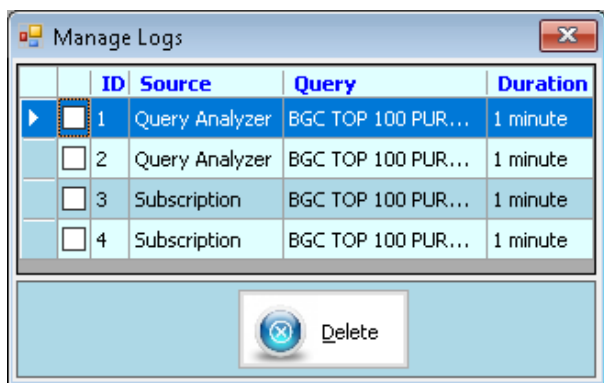 Manage Logs
ID Source Query Duration
1 Query Analyzer BGC TOP 100 PUR... 1 minute
2 Query Analyzer BGC TOP 100 PUR... 1 minute
3 Subscription BGC TOP 100 PUR... 1 minute
4 Subscription BGC TOP 100 PUR... 1 minute
Delete